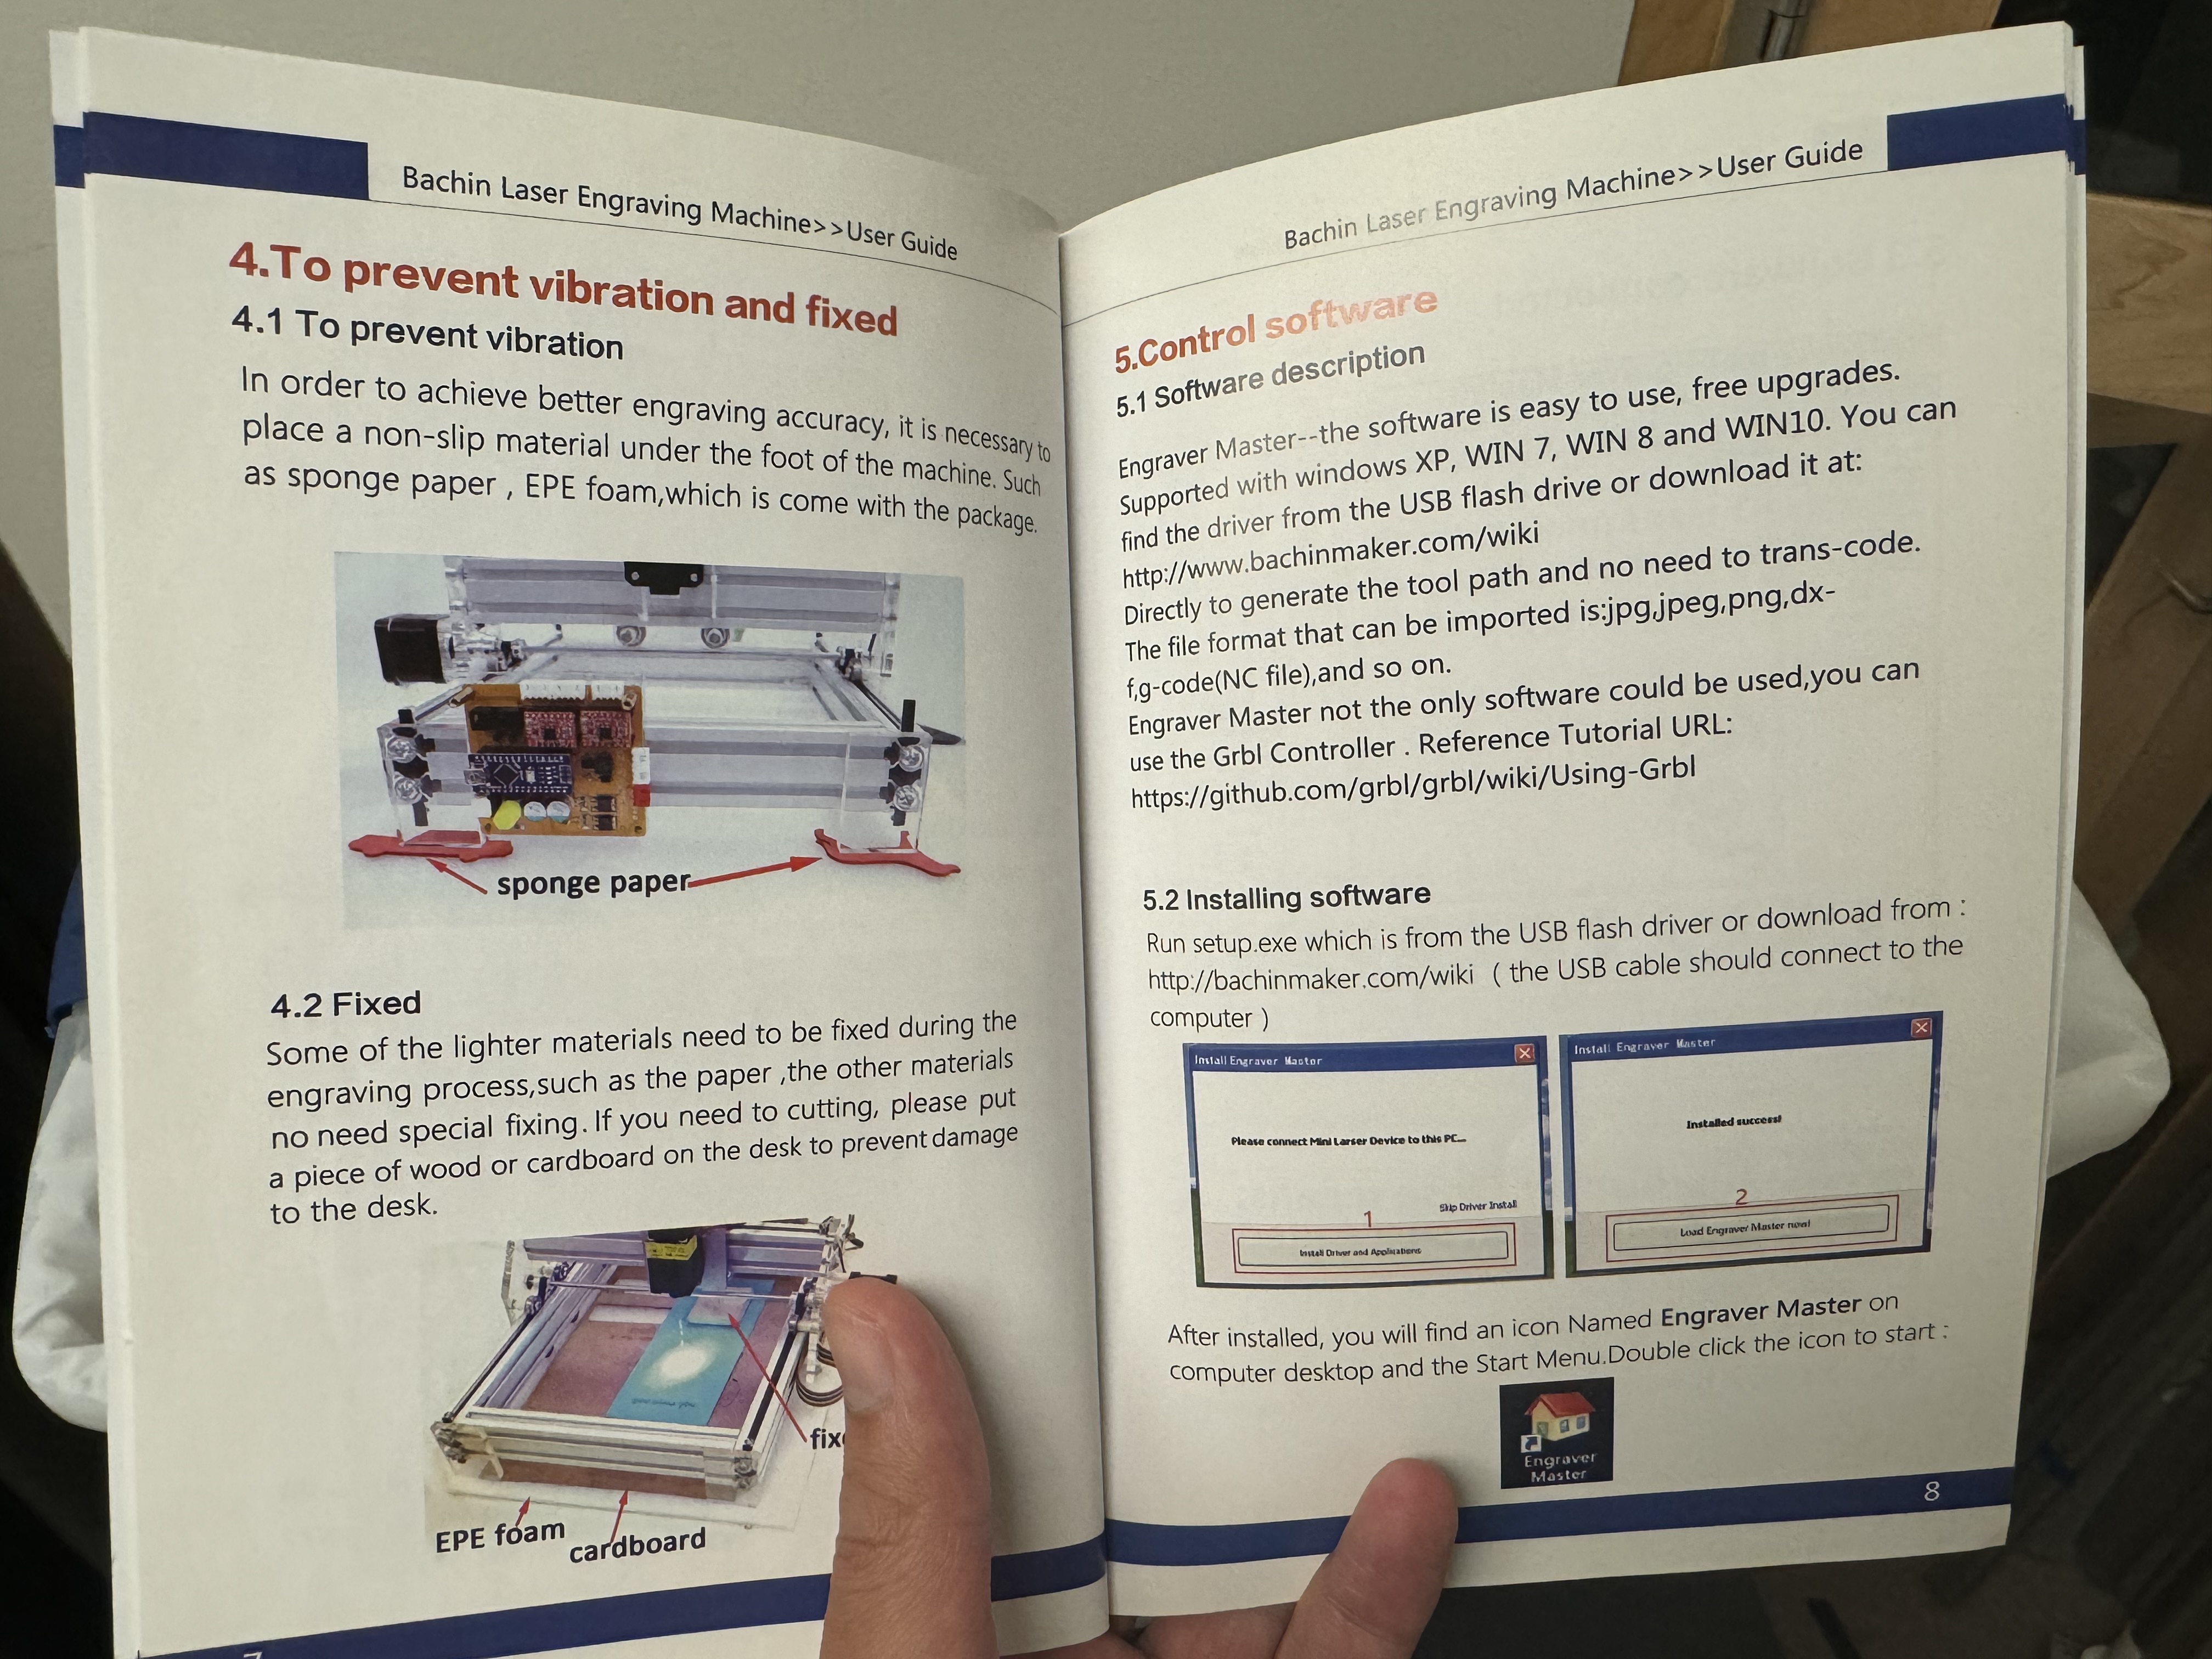 Bachin Laser Engraving Machine>>User Guide
4.To prevent vibration and fixed
4.1 To prevent vibration
In order to achieve better engraving accuracy, it is necessary to
place a non-slip material under the foot of the machine. Such
as sponge paper , EPE foam,which is come with the package.
sponge paper
4.2 Fixed
Some of the lighter materials need to be fixed during the
engraving process,such as the paper ,the other materials
no need special fixing. If you need to cutting, please put
a piece of wood or cardboard on the desk to prevent damage
to the desk.
EPE foam
cardboard
7
Bachin Laser Engraving Machine>>User Guide
5.Control software
5.1 Software description
Engraver Master--the software is easy to use, free upgrades.
Supported with windows XP, WIN 7, WIN 8 and WIN10. You can
find the driver from the USB flash drive or download it at:
http://www.bachinmaker.com/wiki
Directly to generate the tool path and no need to trans-code.
The file format that can be imported is:jpg,jpeg,png,dx-
f,g-code(NC file),and so on.
Engraver Master not the only software could be used,you can
use the Grbl Controller . Reference Tutorial URL:
https://github.com/grbl/grbl/wiki/Using-Grbl
5.2 Installing software
Run setup.exe which is from the USB flash driver or download from :
http://bachinmaker.com/wiki ( the USB cable should connect to the
computer )
Install Engraver Master
Please connect Mini Larser Device to this PC...
Skip Driver Install
1
Install Driver and Applications
Install Engraver Master
Installed success!
2
Load Engraver Master now!
After installed, you will find an icon Named Engraver Master on
computer desktop and the Start Menu.Double click the icon to start :
Engraver
Master
8